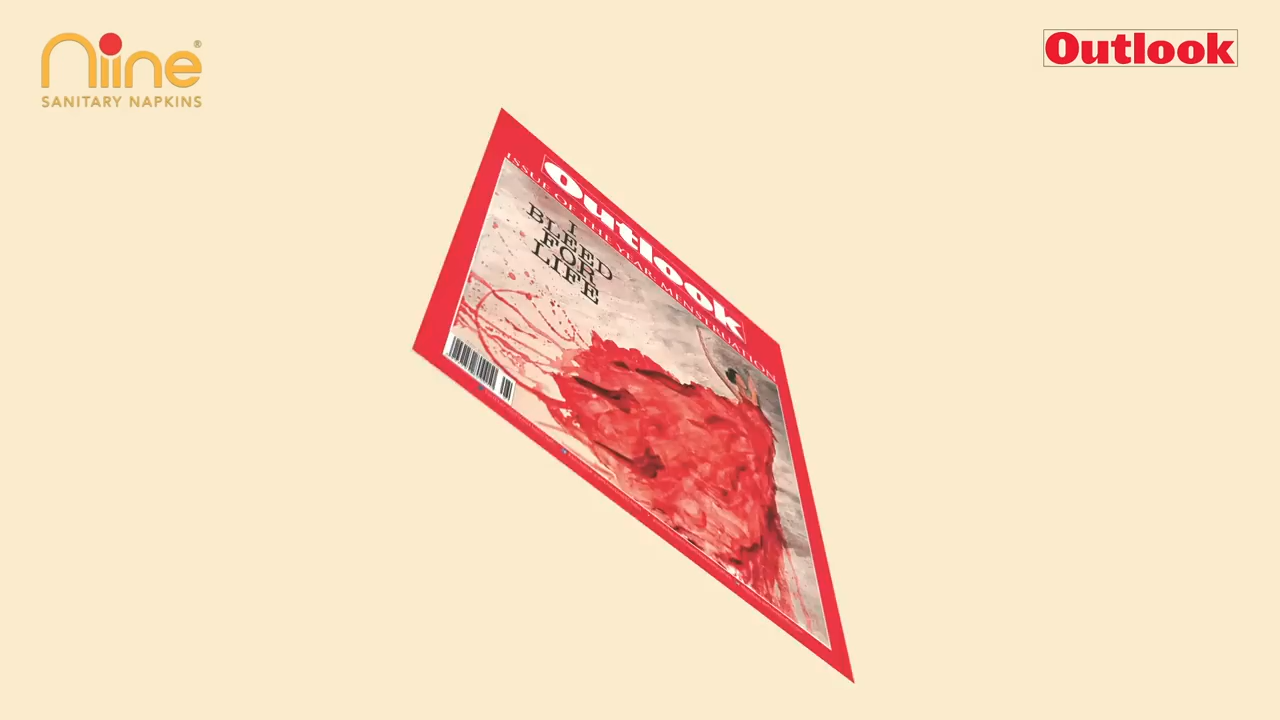 niine®
SANITARY NAPKINS
Outlook
Outlook
ISSUE OF THE YEAR: MENSTRUATION
I
BLEED
FOR
LIFE